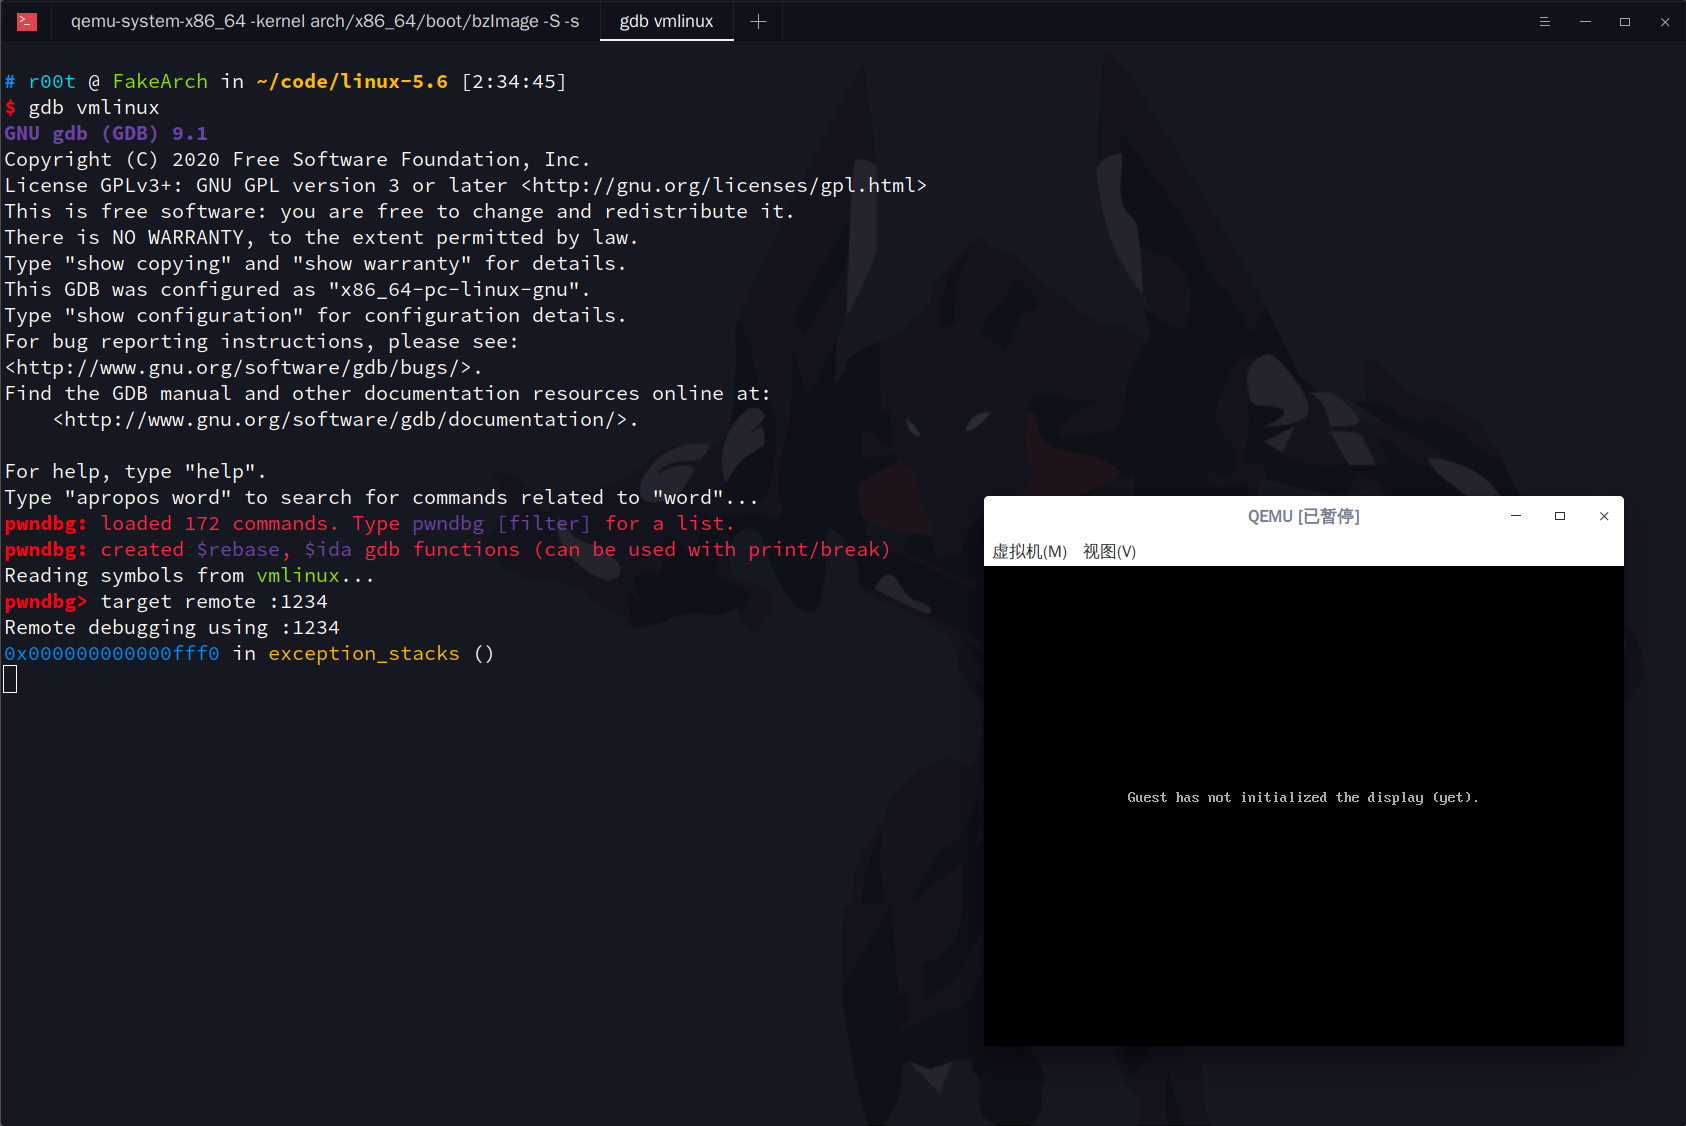 qemu-system-x86_64 -kernel arch/x86_64/boot/bzImage -S -s
gdb vmlinux
# r00t @ FakeArch in ~/code/linux-5.6 [2:34:45]
$ gdb vmlinux
GNU gdb (GDB) 9.1
Copyright (C) 2020 Free Software Foundation, Inc.
License GPLv3+: GNU GPL version 3 or later <http://gnu.org/licenses/gpl.html>
This is free software: you are free to change and redistribute it.
There is NO WARRANTY, to the extent permitted by law.
Type "show copying" and "show warranty" for details.
This GDB was configured as "x86_64-pc-linux-gnu".
Type "show configuration" for configuration details.
For bug reporting instructions, please see:
<http://www.gnu.org/software/gdb/bugs/>.
Find the GDB manual and other documentation resources online at:
    <http://www.gnu.org/software/gdb/documentation/>.
For help, type "help".
Type "apropos word" to search for commands related to "word"...
pwndbg: loaded 172 commands. Type pwndbg [filter] for a list.
pwndbg: created $rebase, $ida gdb functions (can be used with print/break)
Reading symbols from vmlinux...
pwndbg> target remote :1234
Remote debugging using :1234
0x000000000000fff0 in exception_stacks ()
QEMU [已暂停]
虚拟机(M) 视图(V)
Guest has not initialized the display (yet).